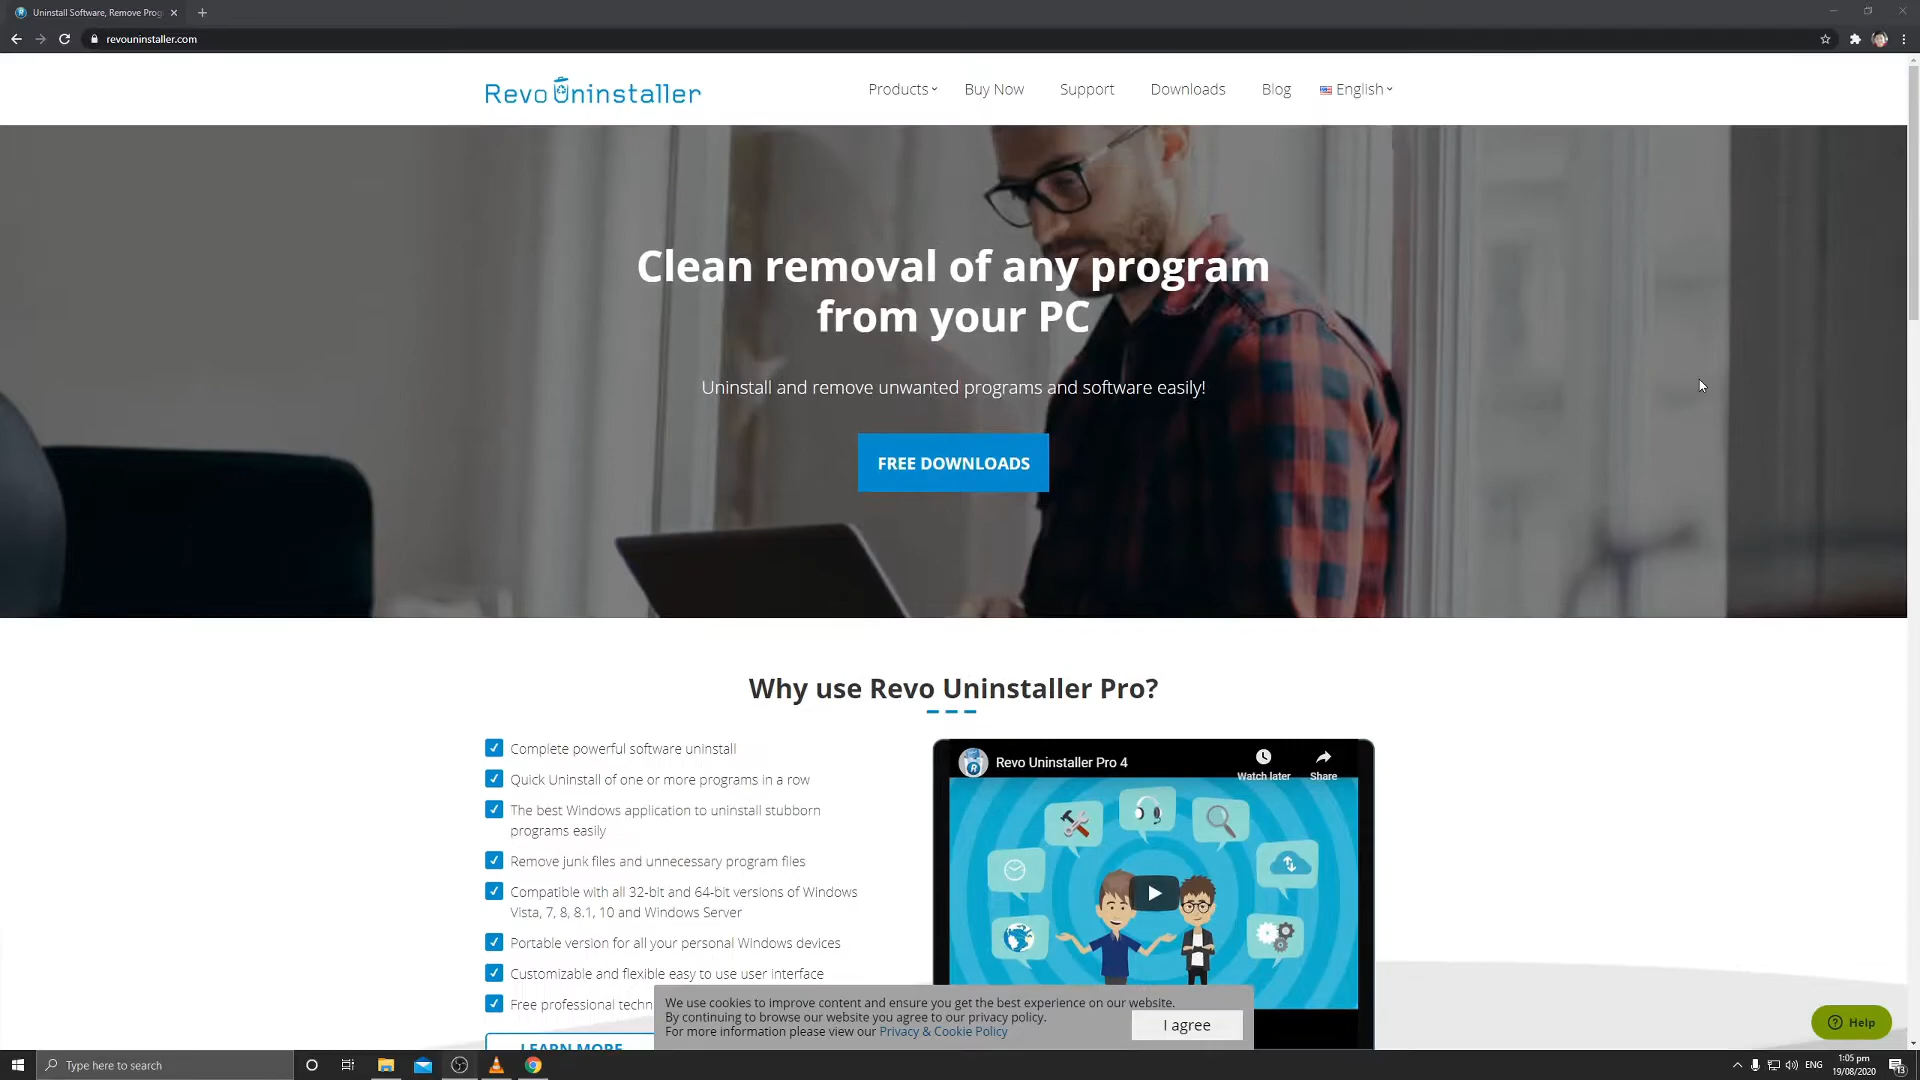 Uninstall Software, Remove Prog
revouninstaller.com
Revo Uninstaller
Products
Buy Now
Support
Downloads
Blog
English
Clean removal of any program
from your PC
Uninstall and remove unwanted programs and software easily!
FREE DOWNLOADS
Why use Revo Uninstaller Pro?
Complete powerful software uninstall
Quick Uninstall of one or more programs in a row
The best Windows application to uninstall stubborn
programs easily
Remove junk files and unnecessary program files
Compatible with all 32-bit and 64-bit versions of Windows
Vista, 7, 8, 8.1, 10 and Windows Server
Portable version for all your personal Windows devices
Customizable and flexible easy to use user interface
Free professional techn
LEARN MORE
Revo Uninstaller Pro 4
Watch later
Share
We use cookies to improve content and ensure you get the best experience on our website.
By continuing to browse our website you agree to our privacy policy.
For more information please view our Privacy & Cookie Policy
I agree
Help
Type here to search
ENG
1:05 pm
19/08/2020